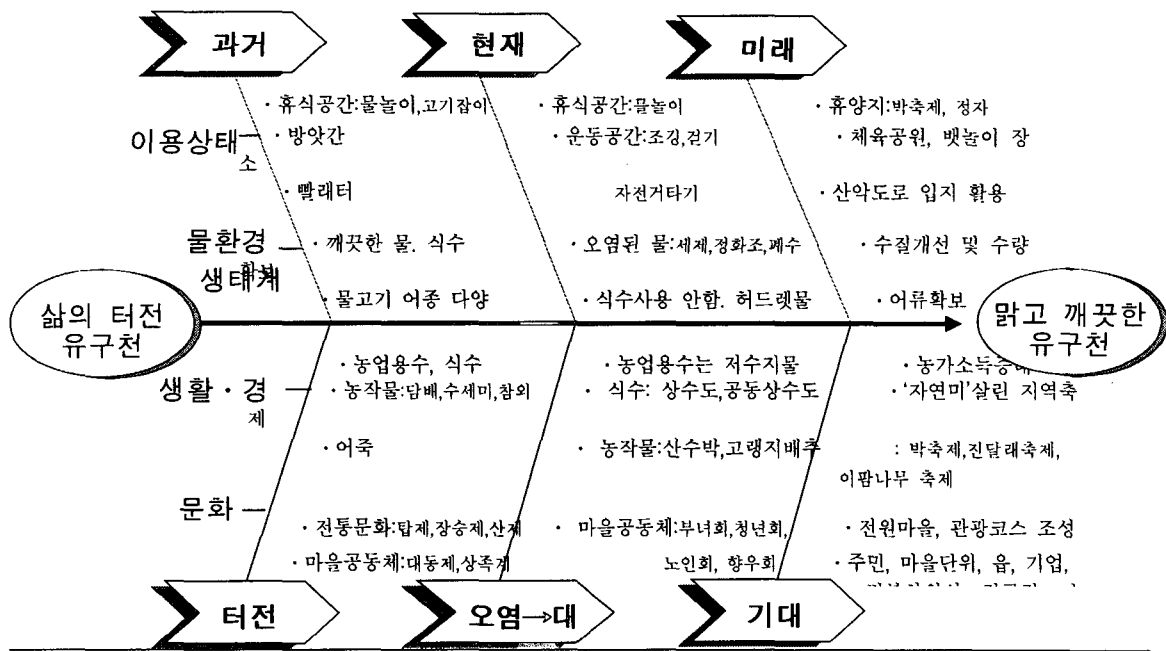 과거 현재 미래
· 휴식공간:물놀이,고기잡이 · 휴식공간:물놀이 · 휴양지:박축제, 정자
이용상태 · 방앗간 · 운동공간:조깅,걷기 · 체육공원, 뱃놀이 장
소
· 빨래터 자전거타기 · 산악도로 입지 활용
물환경 · 깨끗한 물. 식수 · 오염된 물:세제,정화조,폐수 · 수질개선 및 수량
생태계
· 물고기 어종 다양 · 식수사용 안함. 허드렛물 · 어류확보
삶의 터전 맑고 깨끗한
유구천 유구천
· 농업용수, 식수 · 농업용수는 저수지물 · 농가소득증대
생활·경 · 농작물:담배,수세미,참외 · 식수: 상수도,공동상수도 · ‘자연미’살린 지역축
제
· 어죽 · 농작물:산수박,고랭지배추 : 박축제,진달래축제,
이팝나무 축제
문화
· 전통문화:탑제,장승제,산제 · 마을공동체:부녀회,청년회, · 전원마을, 관광코스 조성
· 마을공동체:대동제,상족계 노인회, 향우회 · 주민, 마을단위, 읍, 기업,
터전 오염→대 기대